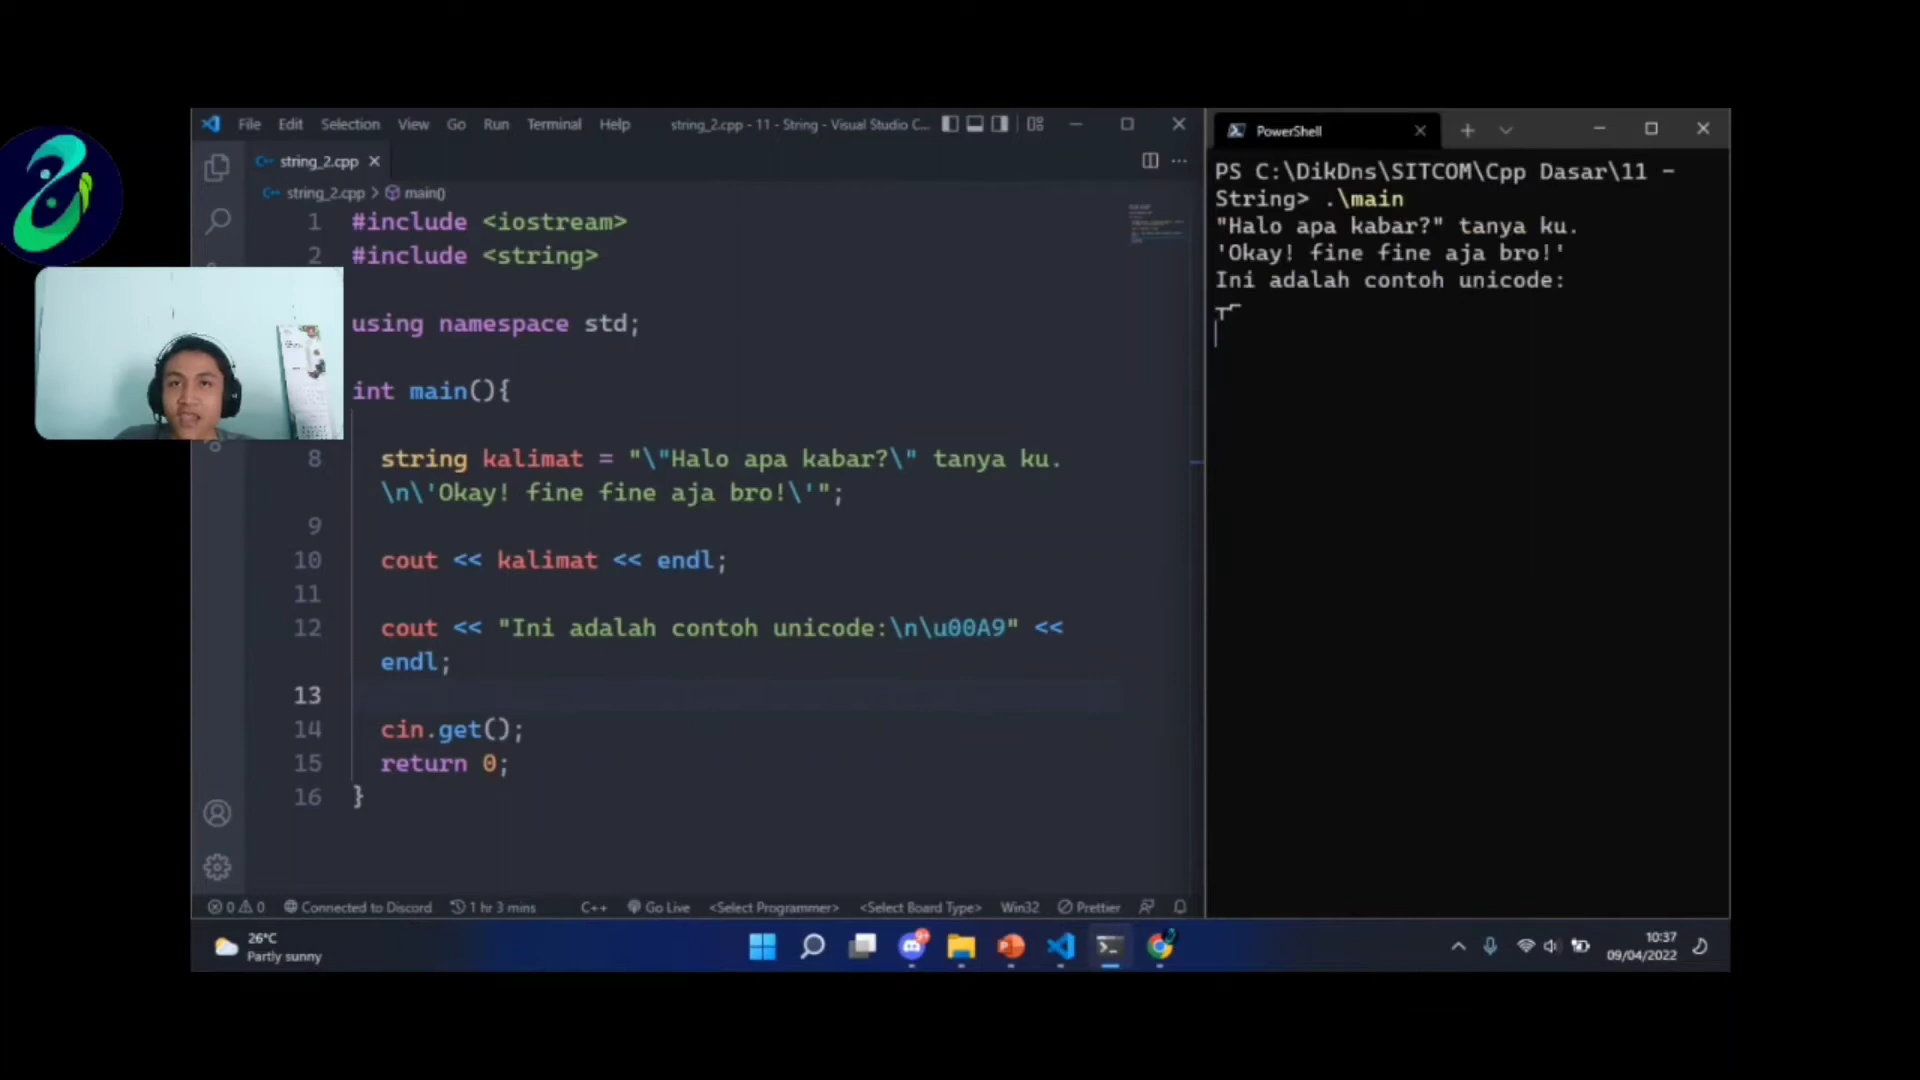 File Edit Selection View Go Run Terminal Help string_2.cpp - 11 - String - Visual Studio C...
string_2.cpp
string_2.cpp > main()
1 #include <iostream>
2 #include <string>
using namespace std;
int main(){
8 string kalimat = "\"Halo apa kabar?\" tanya ku.
\n\'Okay! fine fine aja bro!\'";
9
10 cout << kalimat << endl;
11
12 cout << "Ini adalah contoh unicode:\n\u00A9" <<
endl;
13
14 cin.get();
15 return 0;
16 }
0 0 Connected to Discord 1 hr 3 mins C++ Go Live <Select Programmer> <Select Board Type> Win32 Prettier
PowerShell
PS C:\DikDns\SITCOM\Cpp Dasar\11 -
String> .\main
"Halo apa kabar?" tanya ku.
'Okay! fine fine aja bro!'
Ini adalah contoh unicode:
┬⌐
26°C
Partly sunny
9+
10:37
09/04/2022